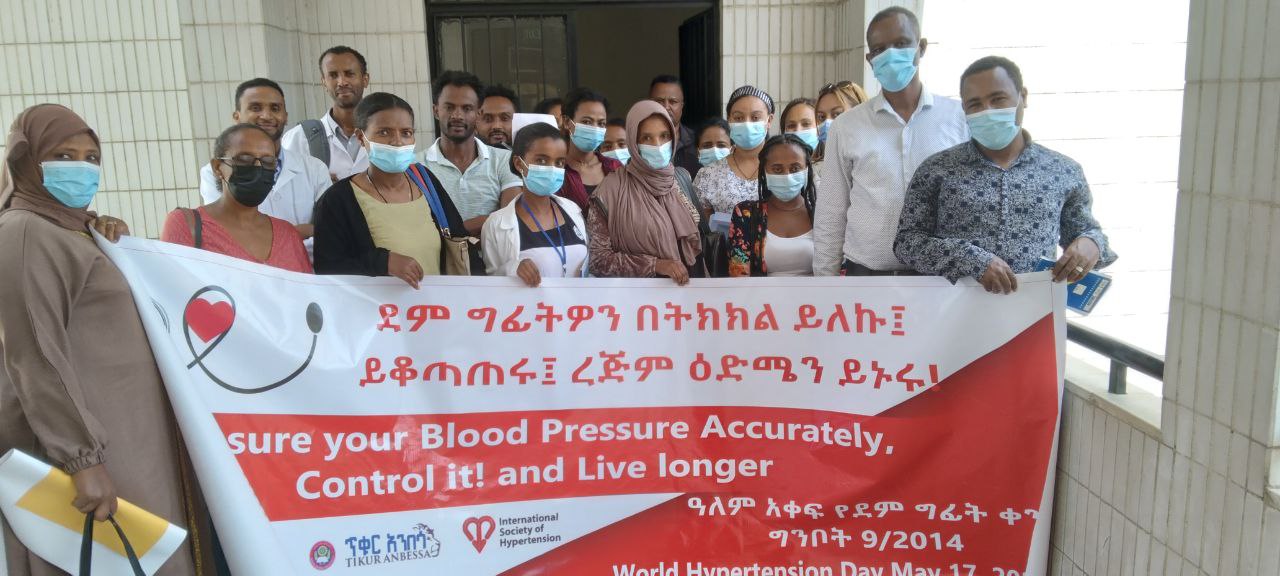 ደም ግፊትዎን በትክክል ይለኩ፤
ይቆጣጠሩ፤ ረጅም ዕድሜን ይኑሩ!
sure your Blood Pressure Accurately,
Control it! and Live longer
ዓለም አቀፍ የደም ግፊት ቀን
ግንቦት 9/2014
World Hypertension Day May 17,
ጥቁር አንበሳ
TIKUR ANBESSA
International
Society of
Hypertension